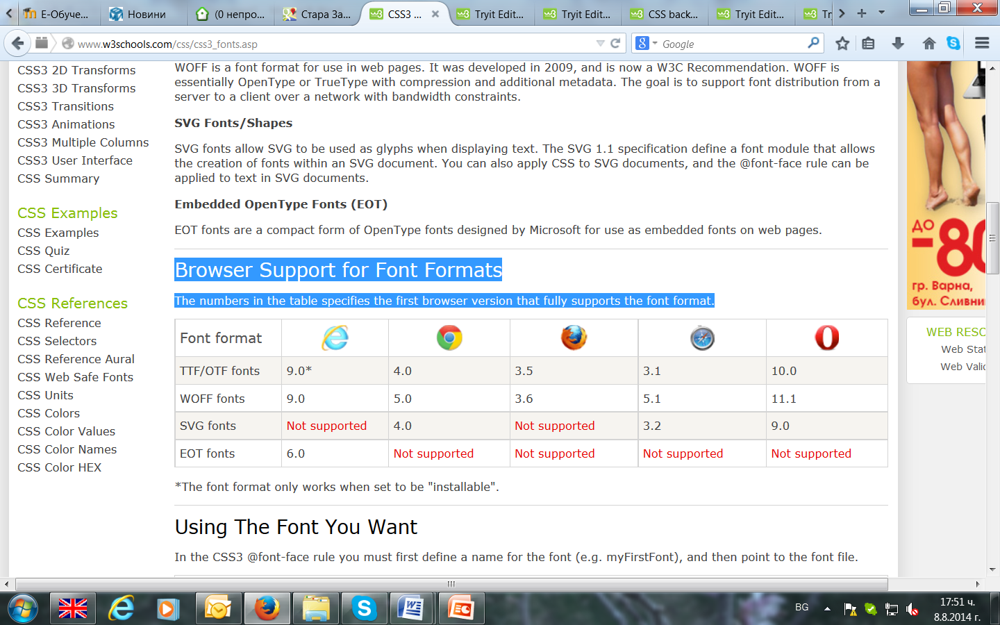 Е-Обуче...
Новини
(0 непро...
Стара За...
CSS3 ...
Tryit Edit...
Tryit Edit...
CSS back...
Tryit Edit...
Tr
www.w3schools.com/css/css3_fonts.asp
Google
CSS3 2D Transforms
CSS3 3D Transforms
CSS3 Transitions
CSS3 Animations
CSS3 Multiple Columns
CSS3 User Interface
CSS Summary
CSS Examples
CSS Examples
CSS Quiz
CSS Certificate
CSS References
CSS Reference
CSS Selectors
CSS Reference Aural
CSS Web Safe Fonts
CSS Units
CSS Colors
CSS Color Values
CSS Color Names
CSS Color HEX
WOFF is a font format for use in web pages. It was developed in 2009, and is now a W3C Recommendation. WOFF is
essentially OpenType or TrueType with compression and additional metadata. The goal is to support font distribution from a
server to a client over a network with bandwidth constraints.
SVG Fonts/Shapes
SVG fonts allow SVG to be used as glyphs when displaying text. The SVG 1.1 specification define a font module that allows
the creation of fonts within an SVG document. You can also apply CSS to SVG documents, and the @font-face rule can be
applied to text in SVG documents.
Embedded OpenType Fonts (EOT)
EOT fonts are a compact form of OpenType fonts designed by Microsoft for use as embedded fonts on web pages.
Browser Support for Font Formats
The numbers in the table specifies the first browser version that fully supports the font format.
Font format
TTF/OTF fonts 9.0* 4.0 3.5 3.1 10.0
WOFF fonts 9.0 5.0 3.6 5.1 11.1
SVG fonts Not supported 4.0 Not supported 3.2 9.0
EOT fonts 6.0 Not supported Not supported Not supported Not supported
*The font format only works when set to be "installable".
Using The Font You Want
In the CSS3 @font-face rule you must first define a name for the font (e.g. myFirstFont), and then point to the font file.
ДО
-80
гр. Варна,
бул. Сливни
WEB RESO
Web Stat
Web Valid
BG
17:51 ч.
8.8.2014 г.